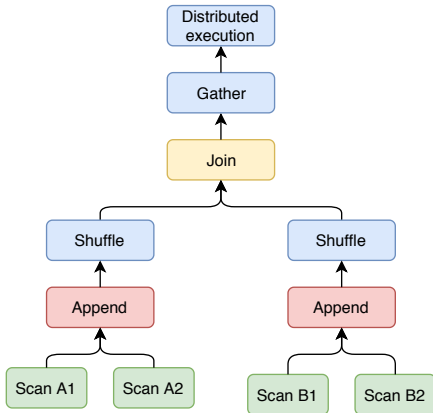 Distributed
execution
Gather
Join
Shuffle
Shuffle
Append
Append
Scan A1
Scan A2
Scan B1
Scan B2